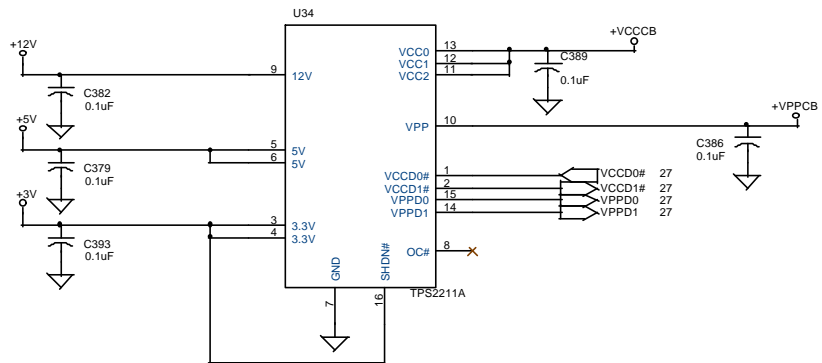 U34
+12V
C382
0.1uF
9
12V
+5V
C379
0.1uF
5
5V
6
5V
+3V
C393
0.1uF
3
3.3V
4
3.3V
GND
7
SHDN#
16
TPS2211A
VCC0
13
VCC1
12
VCC2
11
+VCCCB
C389
0.1uF
VPP
10
+VPPCB
C386
0.1uF
VCCD0#
1
VCCD0# 27
VCCD1#
2
VCCD1# 27
VPPD0
15
VPPD0 27
VPPD1
14
VPPD1 27
OC#
8